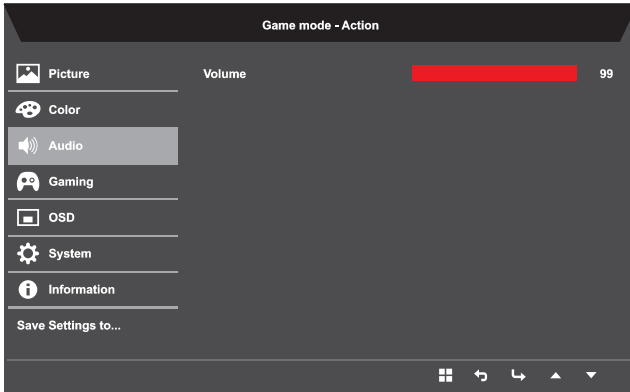 Game mode - Action
Picture
Volume 99
Color
Audio
Gaming
OSD
System
Information
Save Settings to...